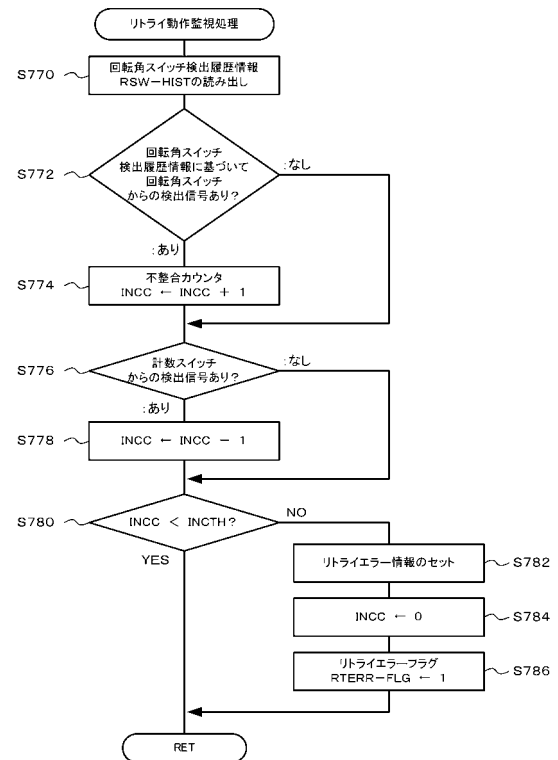 リトライ動作監視処理
S770
回転角スイッチ検出履歴情報
RSW－HISTの読み出し
S772
回転角スイッチ
検出履歴情報に基づいて
回転角スイッチ
からの検出信号あり？
:なし
:あり
S774
不整合カウンタ
INCC ← INCC ＋ 1
S776
計数スイッチ
からの検出信号あり？
:なし
:あり
S778
INCC ← INCC － 1
S780
INCC ＜ INCTH？
NO
YES
リトライエラー情報のセット
S782
INCC ← 0
S784
リトライエラーフラグ
RTERR－FLG ← 1
S786
RET